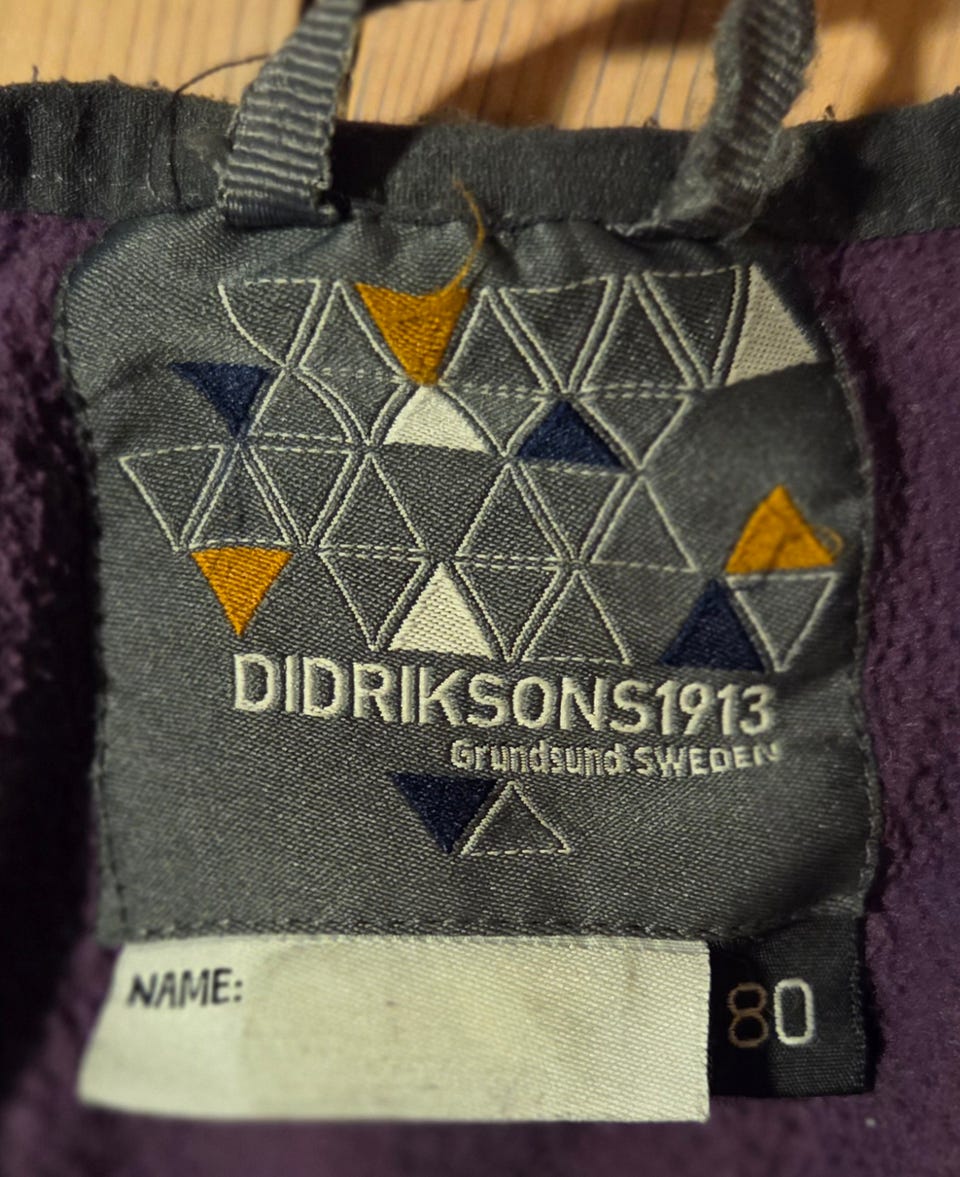 DIDRIKSONS1913
Grundsund SWEDEN
NAME:
80